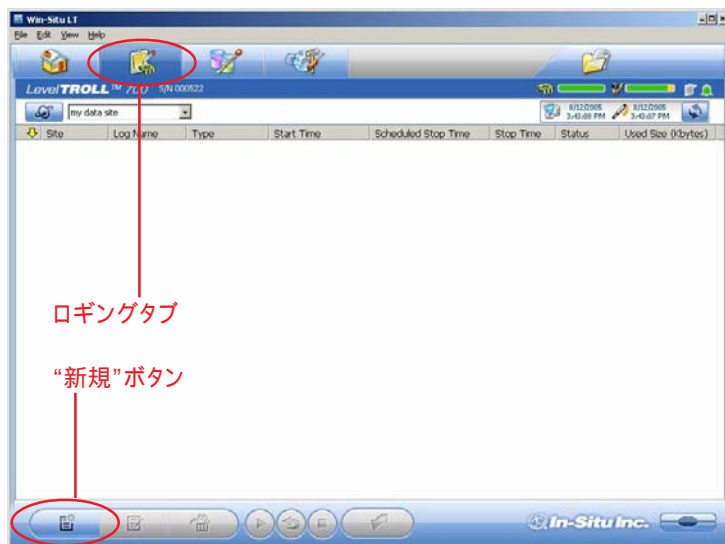 Win-Situ LT
File Edit View Help
Level TROLL™ 700 S/N 000522
my data site
8/12/2005 3:43:08 PM
8/12/2005 3:43:07 PM
Site Log Name Type Start Time Scheduled Stop Time Stop Time Status Used Size (Kbytes)
ロギングタブ
“新規”ボタン
In-Situ Inc.